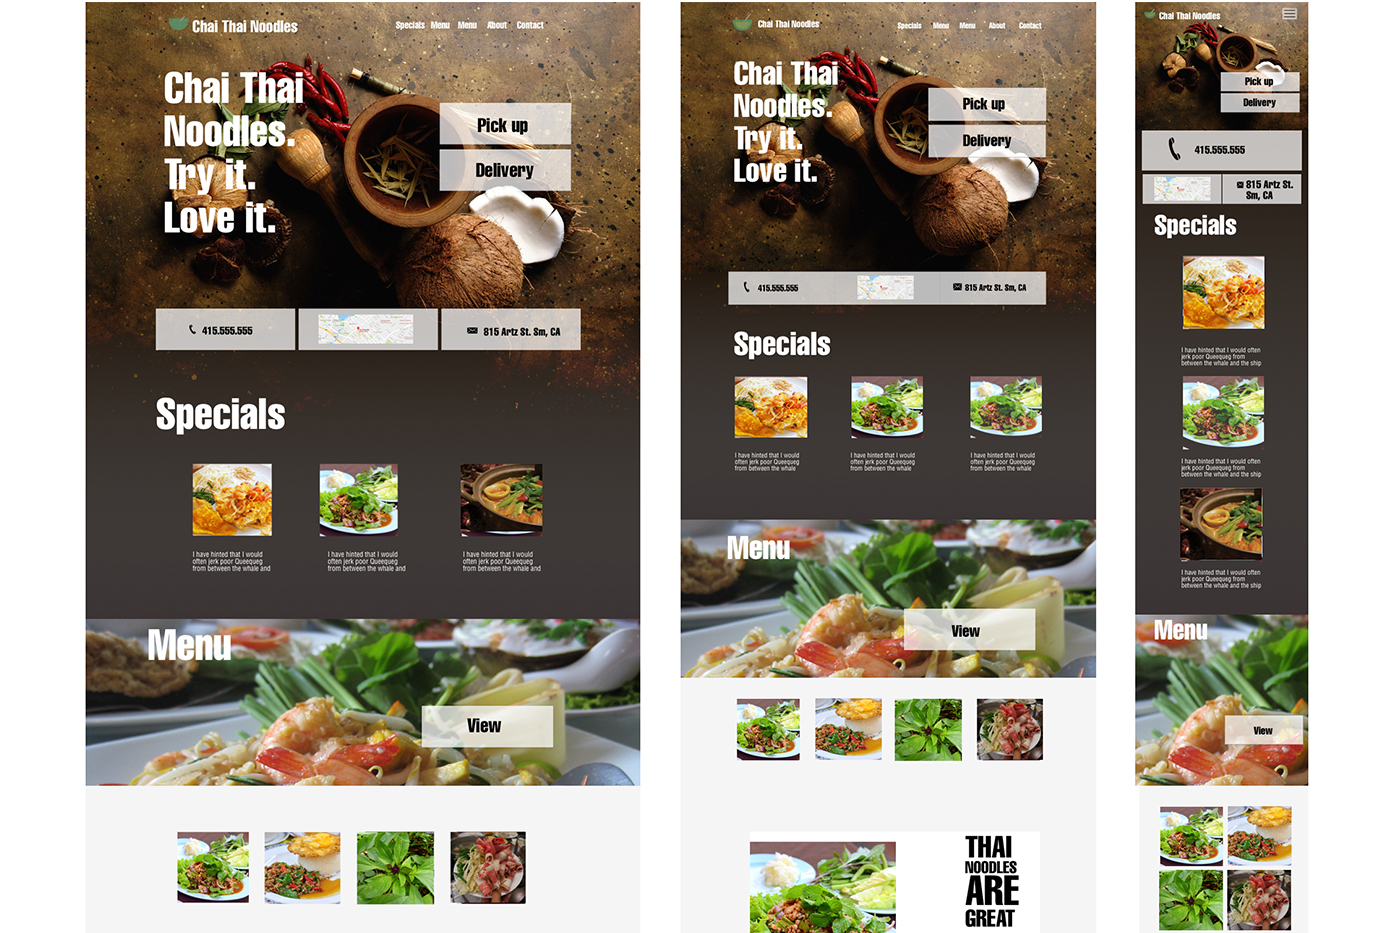 Chai Thai Noodles
Specials Menu Menu About Contact
Chai Thai
Noodles.
Try it.
Love it.
Pick up
Delivery
415.555.555
815 Artz St. Sm, CA
Specials
I have hinted that I would
often jerk poor Queequeg
from between the whale and
I have hinted that I would
often jerk poor Queequeg
from between the whale and
I have hinted that I would
often jerk poor Queequeg
from between the whale and
Menu
View
Chai Thai Noodles
Specials Menu Menu About Contact
Chai Thai
Noodles.
Try it.
Love it.
Pick up
Delivery
415.555.555
815 Artz St. Sm, CA
Specials
I have hinted that I would
often jerk poor Queequeg
from between the whale
I have hinted that I would
often jerk poor Queequeg
from between the whale
I have hinted that I would
often jerk poor Queequeg
from between the whale
Menu
View
THAI
NOODLES
ARE
GREAT
Chai Thai Noodles
Pick up
Delivery
415.555.555
815 Artz St.
Sm, CA
Specials
I have hinted that I would often
jerk poor Queequeg from
between the whale and the ship
I have hinted that I would often
jerk poor Queequeg from
between the whale and the ship
I have hinted that I would often
jerk poor Queequeg from
between the whale and the ship
Menu
View